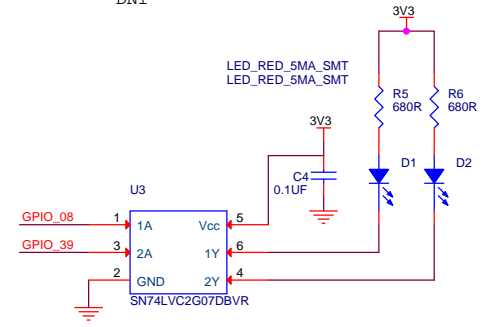 3V3
LED_RED_5MA_SMT
LED_RED_5MA_SMT
R5
680R
R6
680R
3V3
C4
0.1UF
D1
D2
U3
GPIO_08
1
1A
Vcc
5
GPIO_39
3
2A
1Y
6
2
GND
2Y
4
SN74LVC2G07DBVR